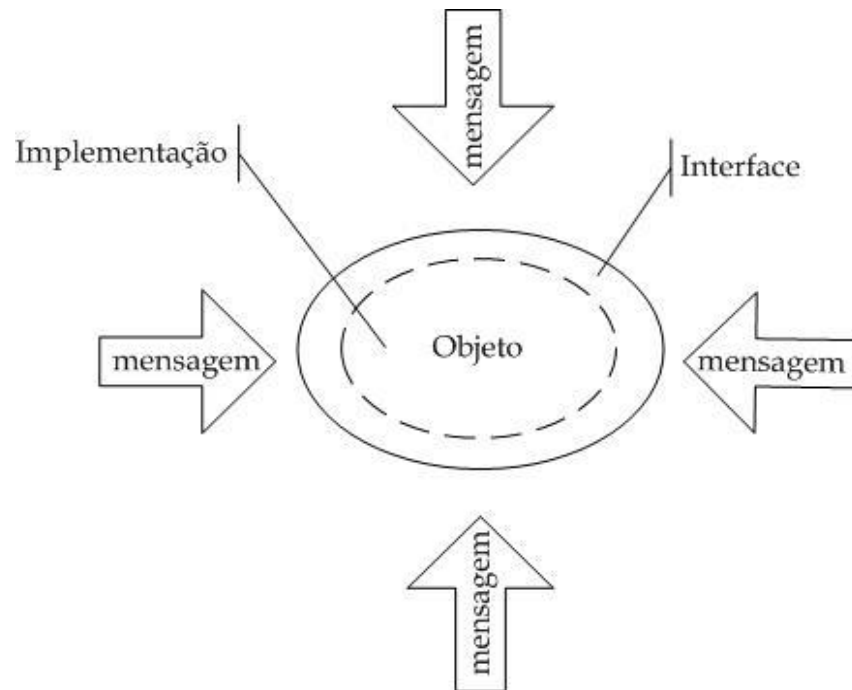 mensagem
Implementação
Interface
mensagem
Objeto
mensagem
mensagem